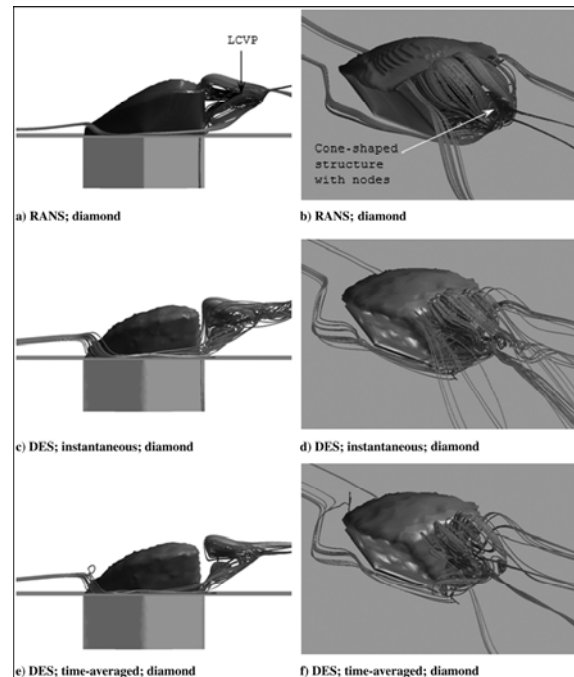 LCVP
Cone-shaped
structure
with nodes
a) RANS; diamond
b) RANS; diamond
c) DES; instantaneous; diamond
d) DES; instantaneous; diamond
e) DES; time-averaged; diamond
f) DES; time-averaged; diamond